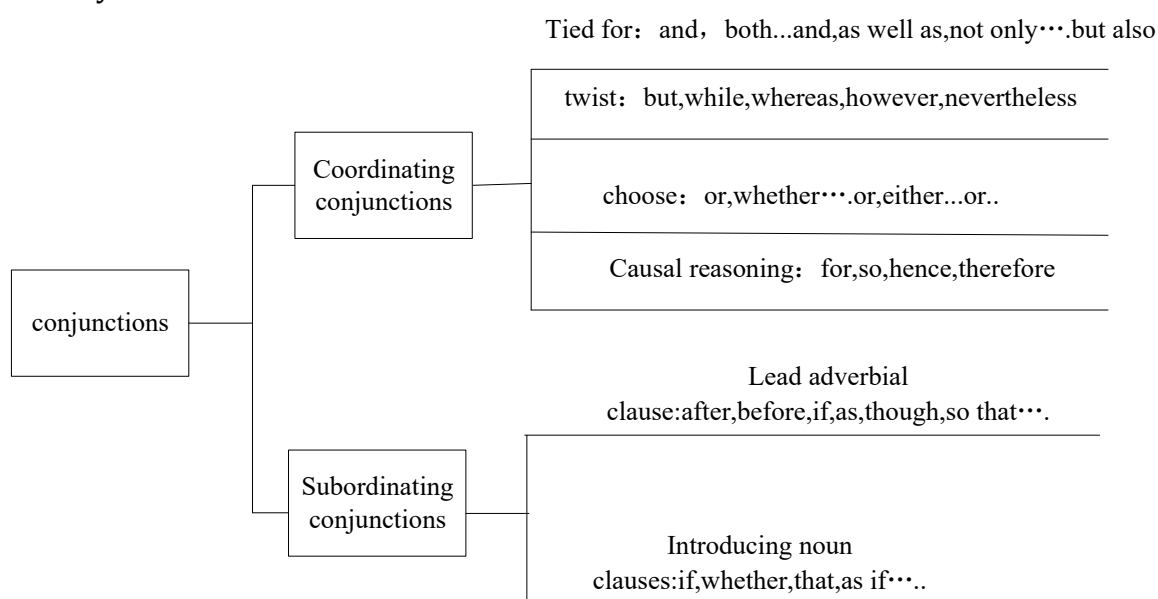 Tied for：and，both...and,as well as,not only….but also
twist：but,while,whereas,however,nevertheless
Coordinating
conjunctions
choose：or,whether….or,either...or..
Causal reasoning：for,so,hence,therefore
conjunctions
Lead adverbial
clause:after,before,if,as,though,so that….
Subordinating
conjunctions
Introducing noun
clauses:if,whether,that,as if…..